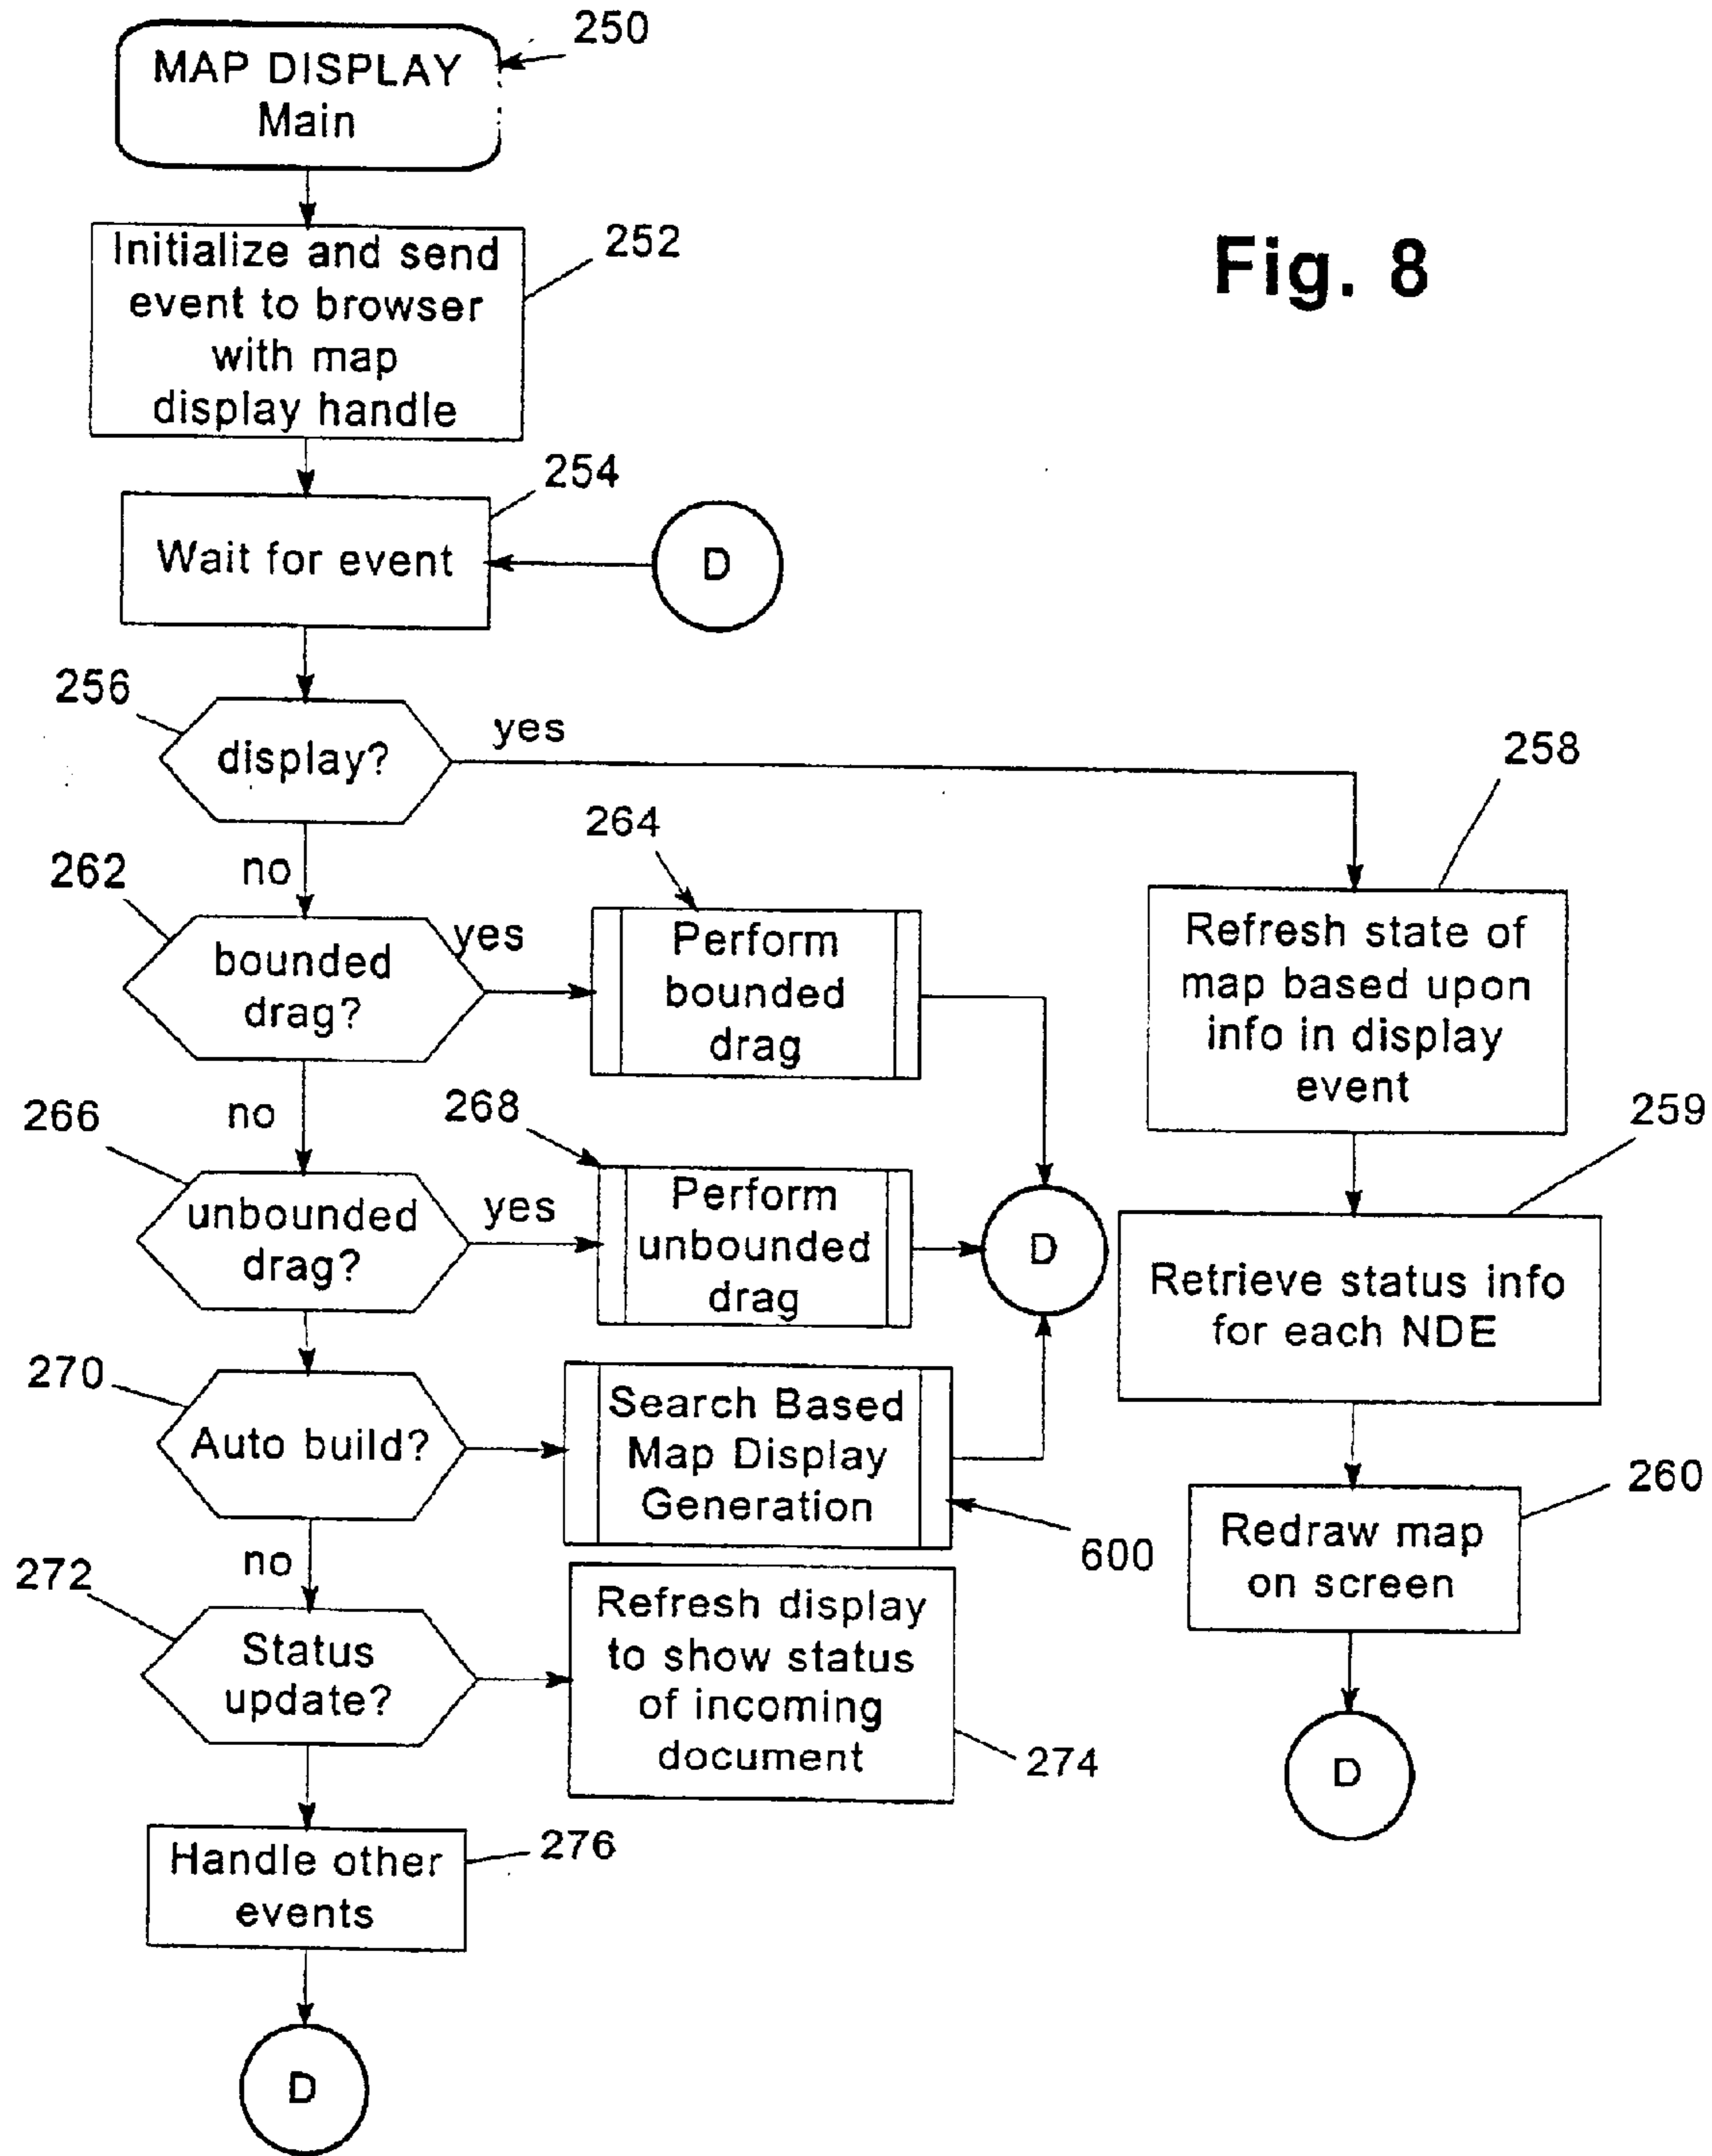 250
MAP DISPLAY
Main
Fig. 8
252
Initialize and send
event to browser
with map
display handle
254
Wait for event
D
256
display?
yes
no
258
Refresh state of
map based upon
info in display
event
262
bounded
drag?
yes
no
264
Perform
bounded
drag
259
Retrieve status info
for each NDE
266
unbounded
drag?
yes
268
Perform
unbounded
drag
D
270
Auto build?
no
Search Based
Map Display
Generation
600
260
Redraw map
on screen
D
272
Status
update?
Refresh display
to show status
of incoming
document
274
276
Handle other
events
D